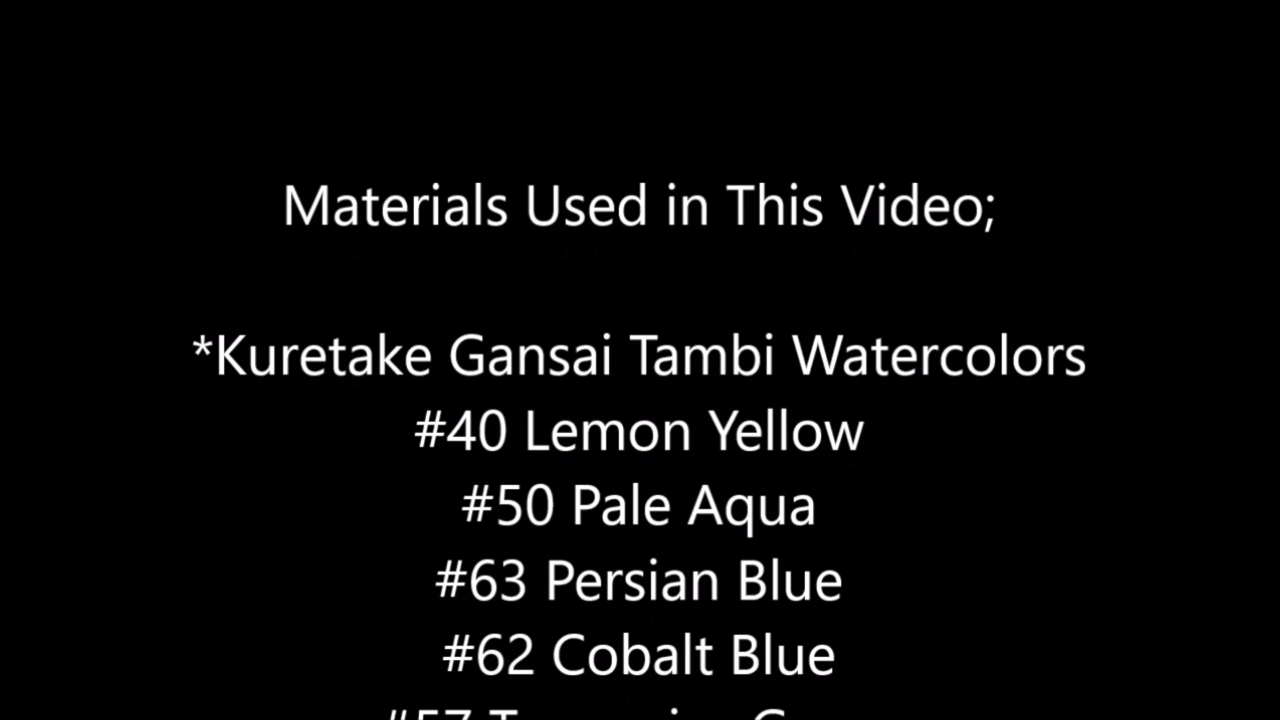 Materials Used in This Video;
*Kuretake Gansai Tambi Watercolors
#40 Lemon Yellow
#50 Pale Aqua
#63 Persian Blue
#62 Cobalt Blue
#57